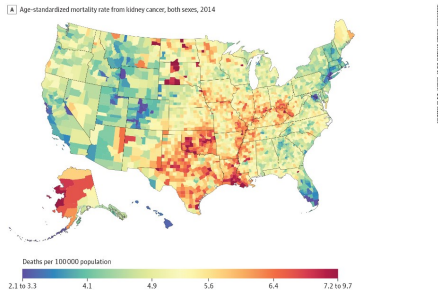 A Age-standardized mortality rate from kidney cancer, both sexes, 2014
Deaths per 100 000 population
2.1 to 3.3 4.1 4.9 5.6 6.4 7.2 to 9.7